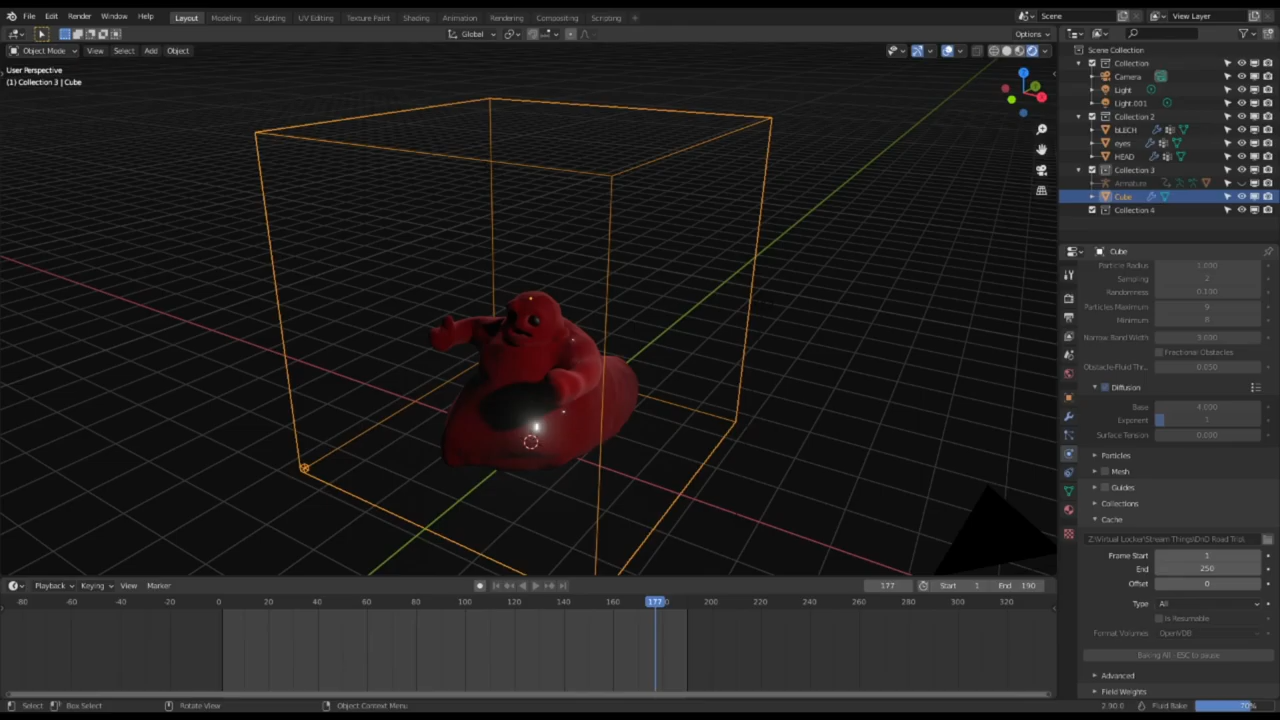 File Edit Render Window Help Layout Modeling Sculpting UV Editing Texture Paint Shading Animation Rendering Compositing Scripting + Scene View Layer
Global Options
Object Mode View Select Add Object
User Perspective
(1) Collection 3 | Cube
Scene Collection
Collection
Camera
Light
Light.001
Collection 2
bLECH
eyes
HEAD
Collection 3
Armature
Cube
Collection 4
Cube
Particle Radius 1.000
Sampling 2
Randomness 0.100
Particles Maximum 9
Minimum 8
Narrow Band Width 3.000
Fractional Obstacles
Obstacle-Fluid Thr.. 0.050
Diffusion
Base 4.000
Exponent
Surface Tension 0.000
Particles
Mesh
Guides
Collections
Cache
Z:\Virtual Locker\Stream Things\DnD Road Trip\
Frame Start 1
End 250
Offset 0
Type All
Is Resumable
Format Volumes OpenVDB
Baking All - ESC to pause
Advanced
Field Weights
Playback Keying View Marker 177 Start 1 End 190
-80 -60 -40 -20 0 20 40 60 80 100 120 140 160 177 200 220 240 260 280 300 320
Select Box Select Rotate View Object Context Menu 2.90.0 Fluid Bake 70%